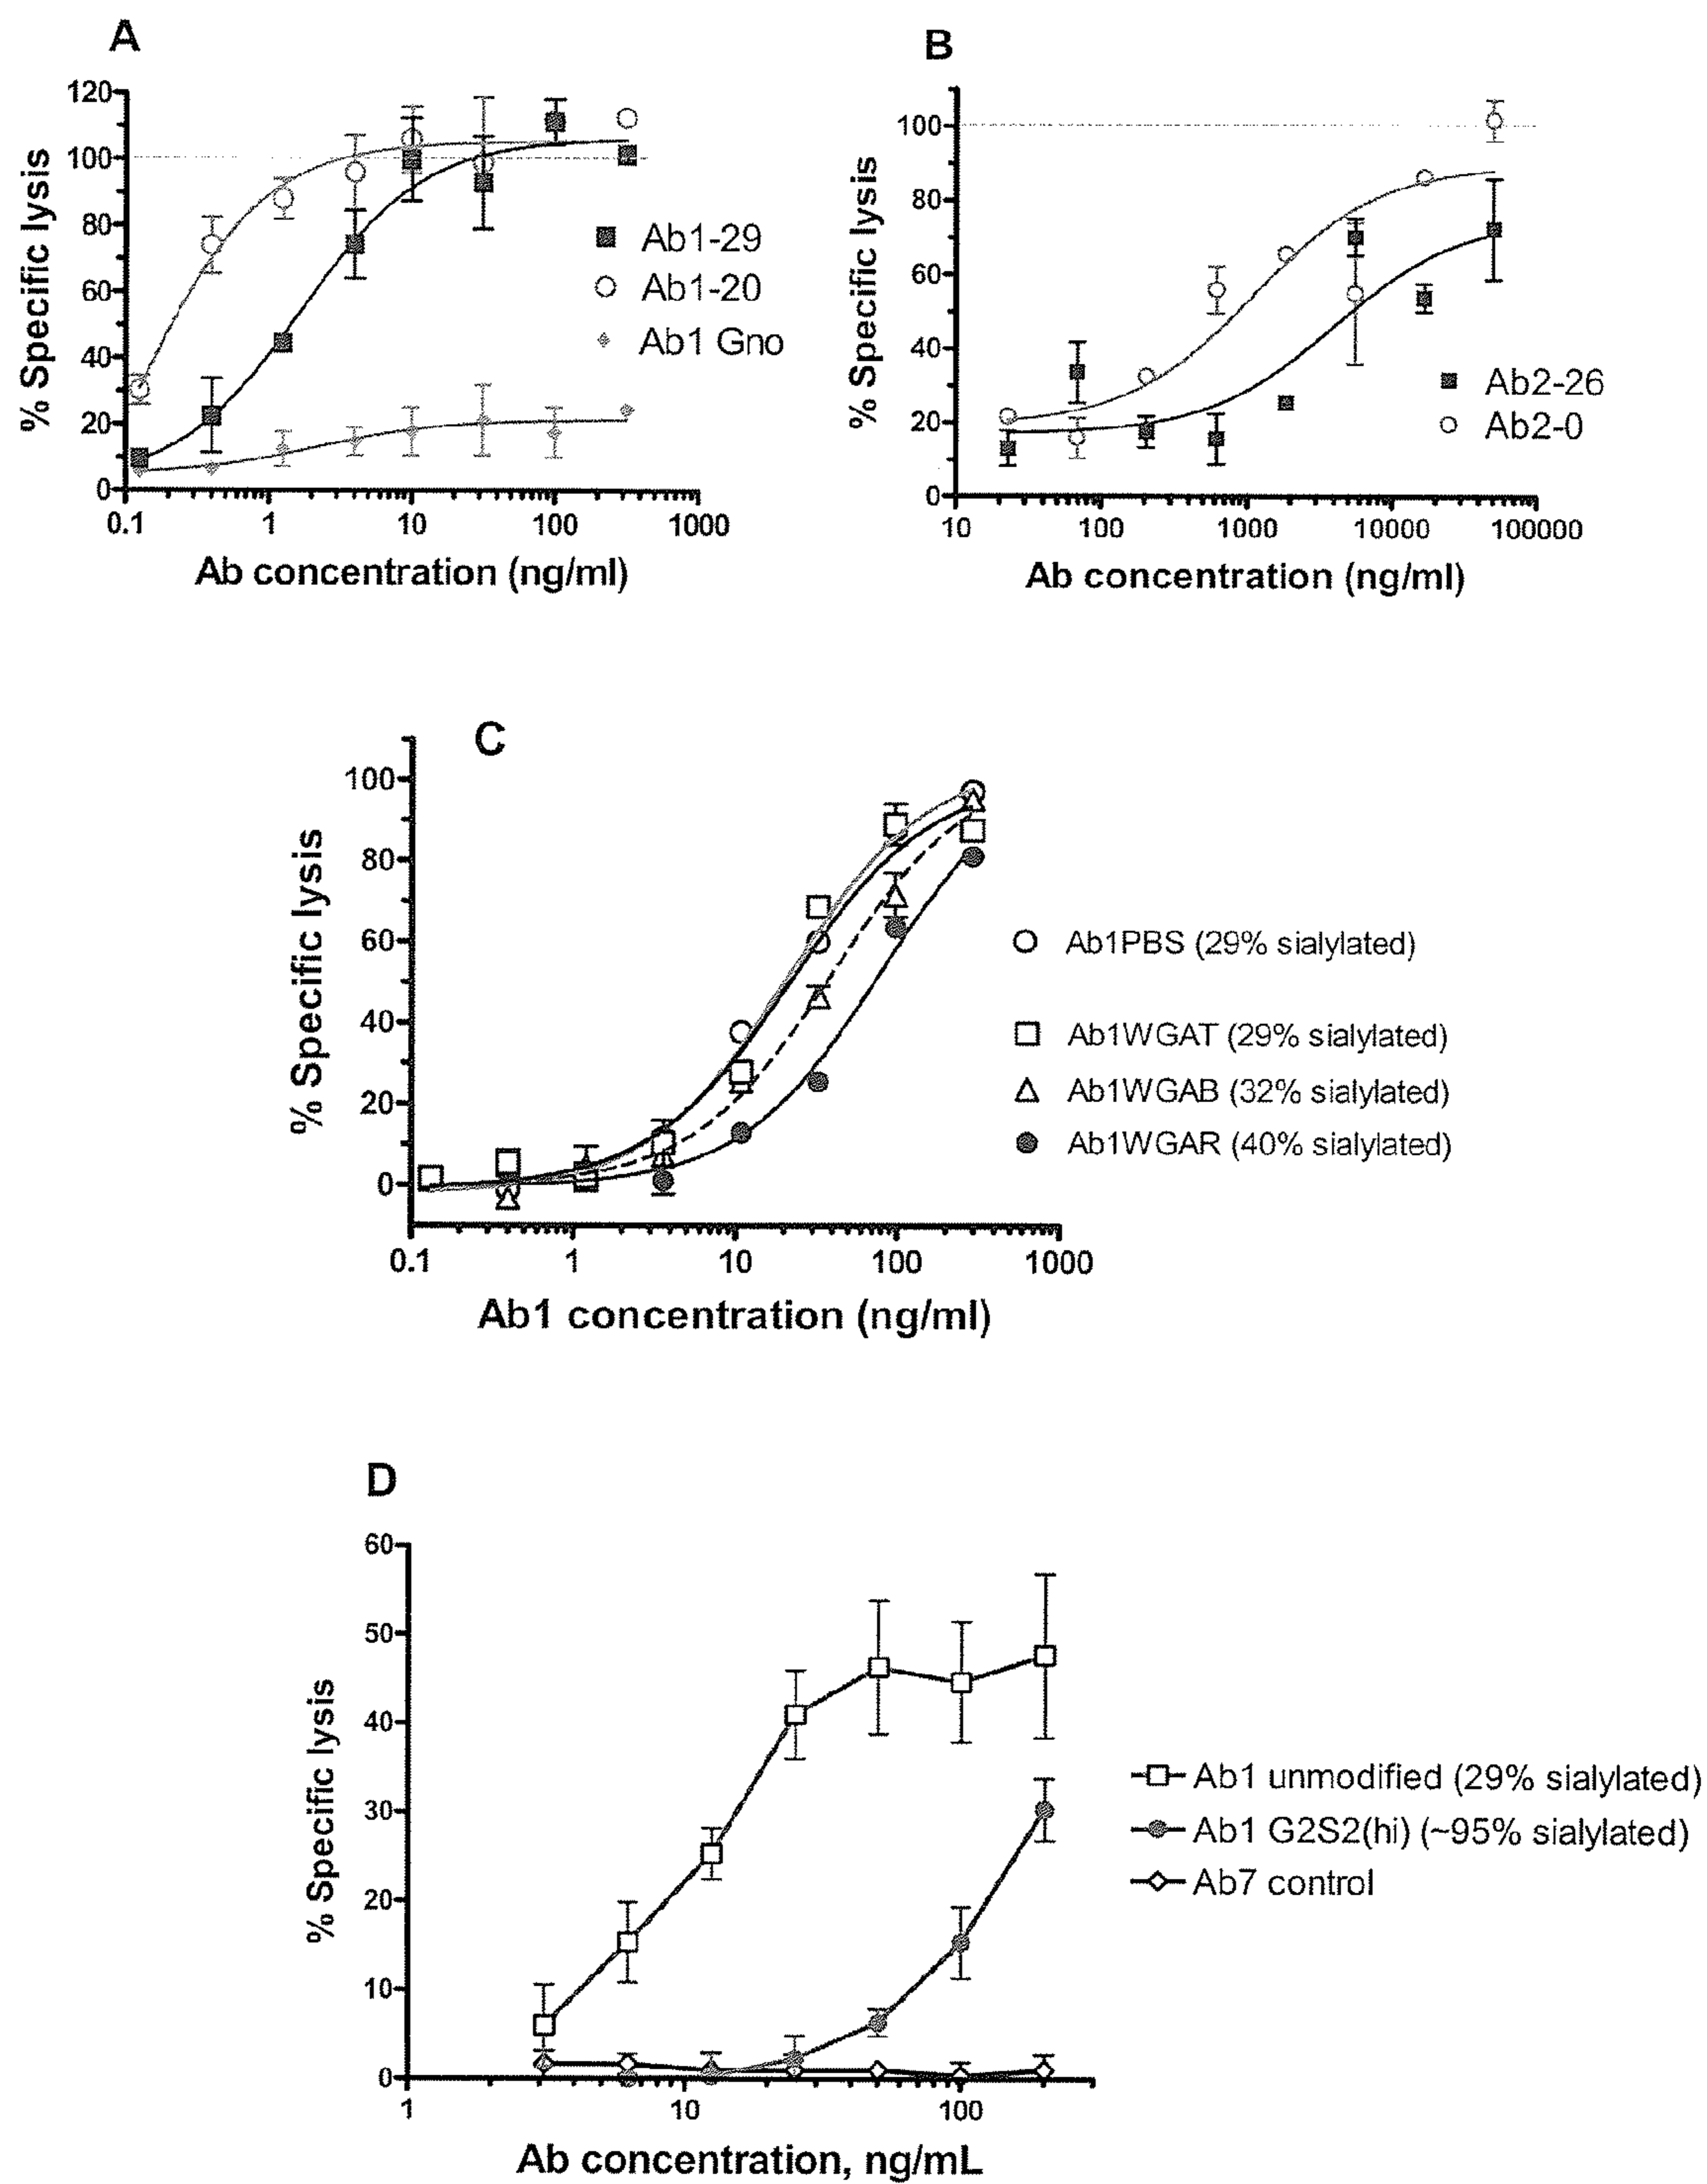 A
% Specific lysis
120
100
80
60
40
20
0
0.1 1 10 100 1000
Ab concentration (ng/ml)
Ab1-29
Ab1-20
Ab1 Gno
B
% Specific lysis
100
80
60
40
20
0
10 100 1000 10000 100000
Ab concentration (ng/ml)
Ab2-26
Ab2-0
C
% Specific lysis
100
80
60
40
20
0
0.1 1 10 100 1000
Ab1 concentration (ng/ml)
Ab1PBS (29% sialylated)
Ab1WGAT (29% sialylated)
Ab1WGAB (32% sialylated)
Ab1WGAR (40% sialylated)
D
% Specific lysis
60
50
40
30
20
10
0
1 10 100
Ab concentration, ng/mL
Ab1 unmodified (29% sialylated)
Ab1 G2S2(hi) (~95% sialylated)
Ab7 control